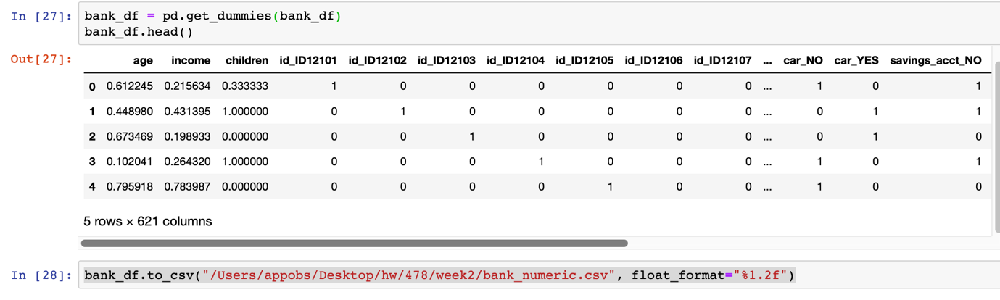 In [27]: bank_df = pd.get_dummies(bank_df)
bank_df.head()
Out[27]: age income children id_ID12101 id_ID12102 id_ID12103 id_ID12104 id_ID12105 id_ID12106 id_ID12107 ... car_NO car_YES savings_acct_NO
0 0.612245 0.215634 0.333333 1 0 0 0 0 0 0 ... 1 0 1
1 0.448980 0.431395 1.000000 0 1 0 0 0 0 0 ... 0 1 1
2 0.673469 0.198933 0.000000 0 0 1 0 0 0 0 ... 0 1 0
3 0.102041 0.264320 1.000000 0 0 0 1 0 0 0 ... 1 0 1
4 0.795918 0.783987 0.000000 0 0 0 0 1 0 0 ... 1 0 0
5 rows × 621 columns
In [28]: bank_df.to_csv("/Users/appobs/Desktop/hw/478/week2/bank_numeric.csv", float_format="%1.2f")